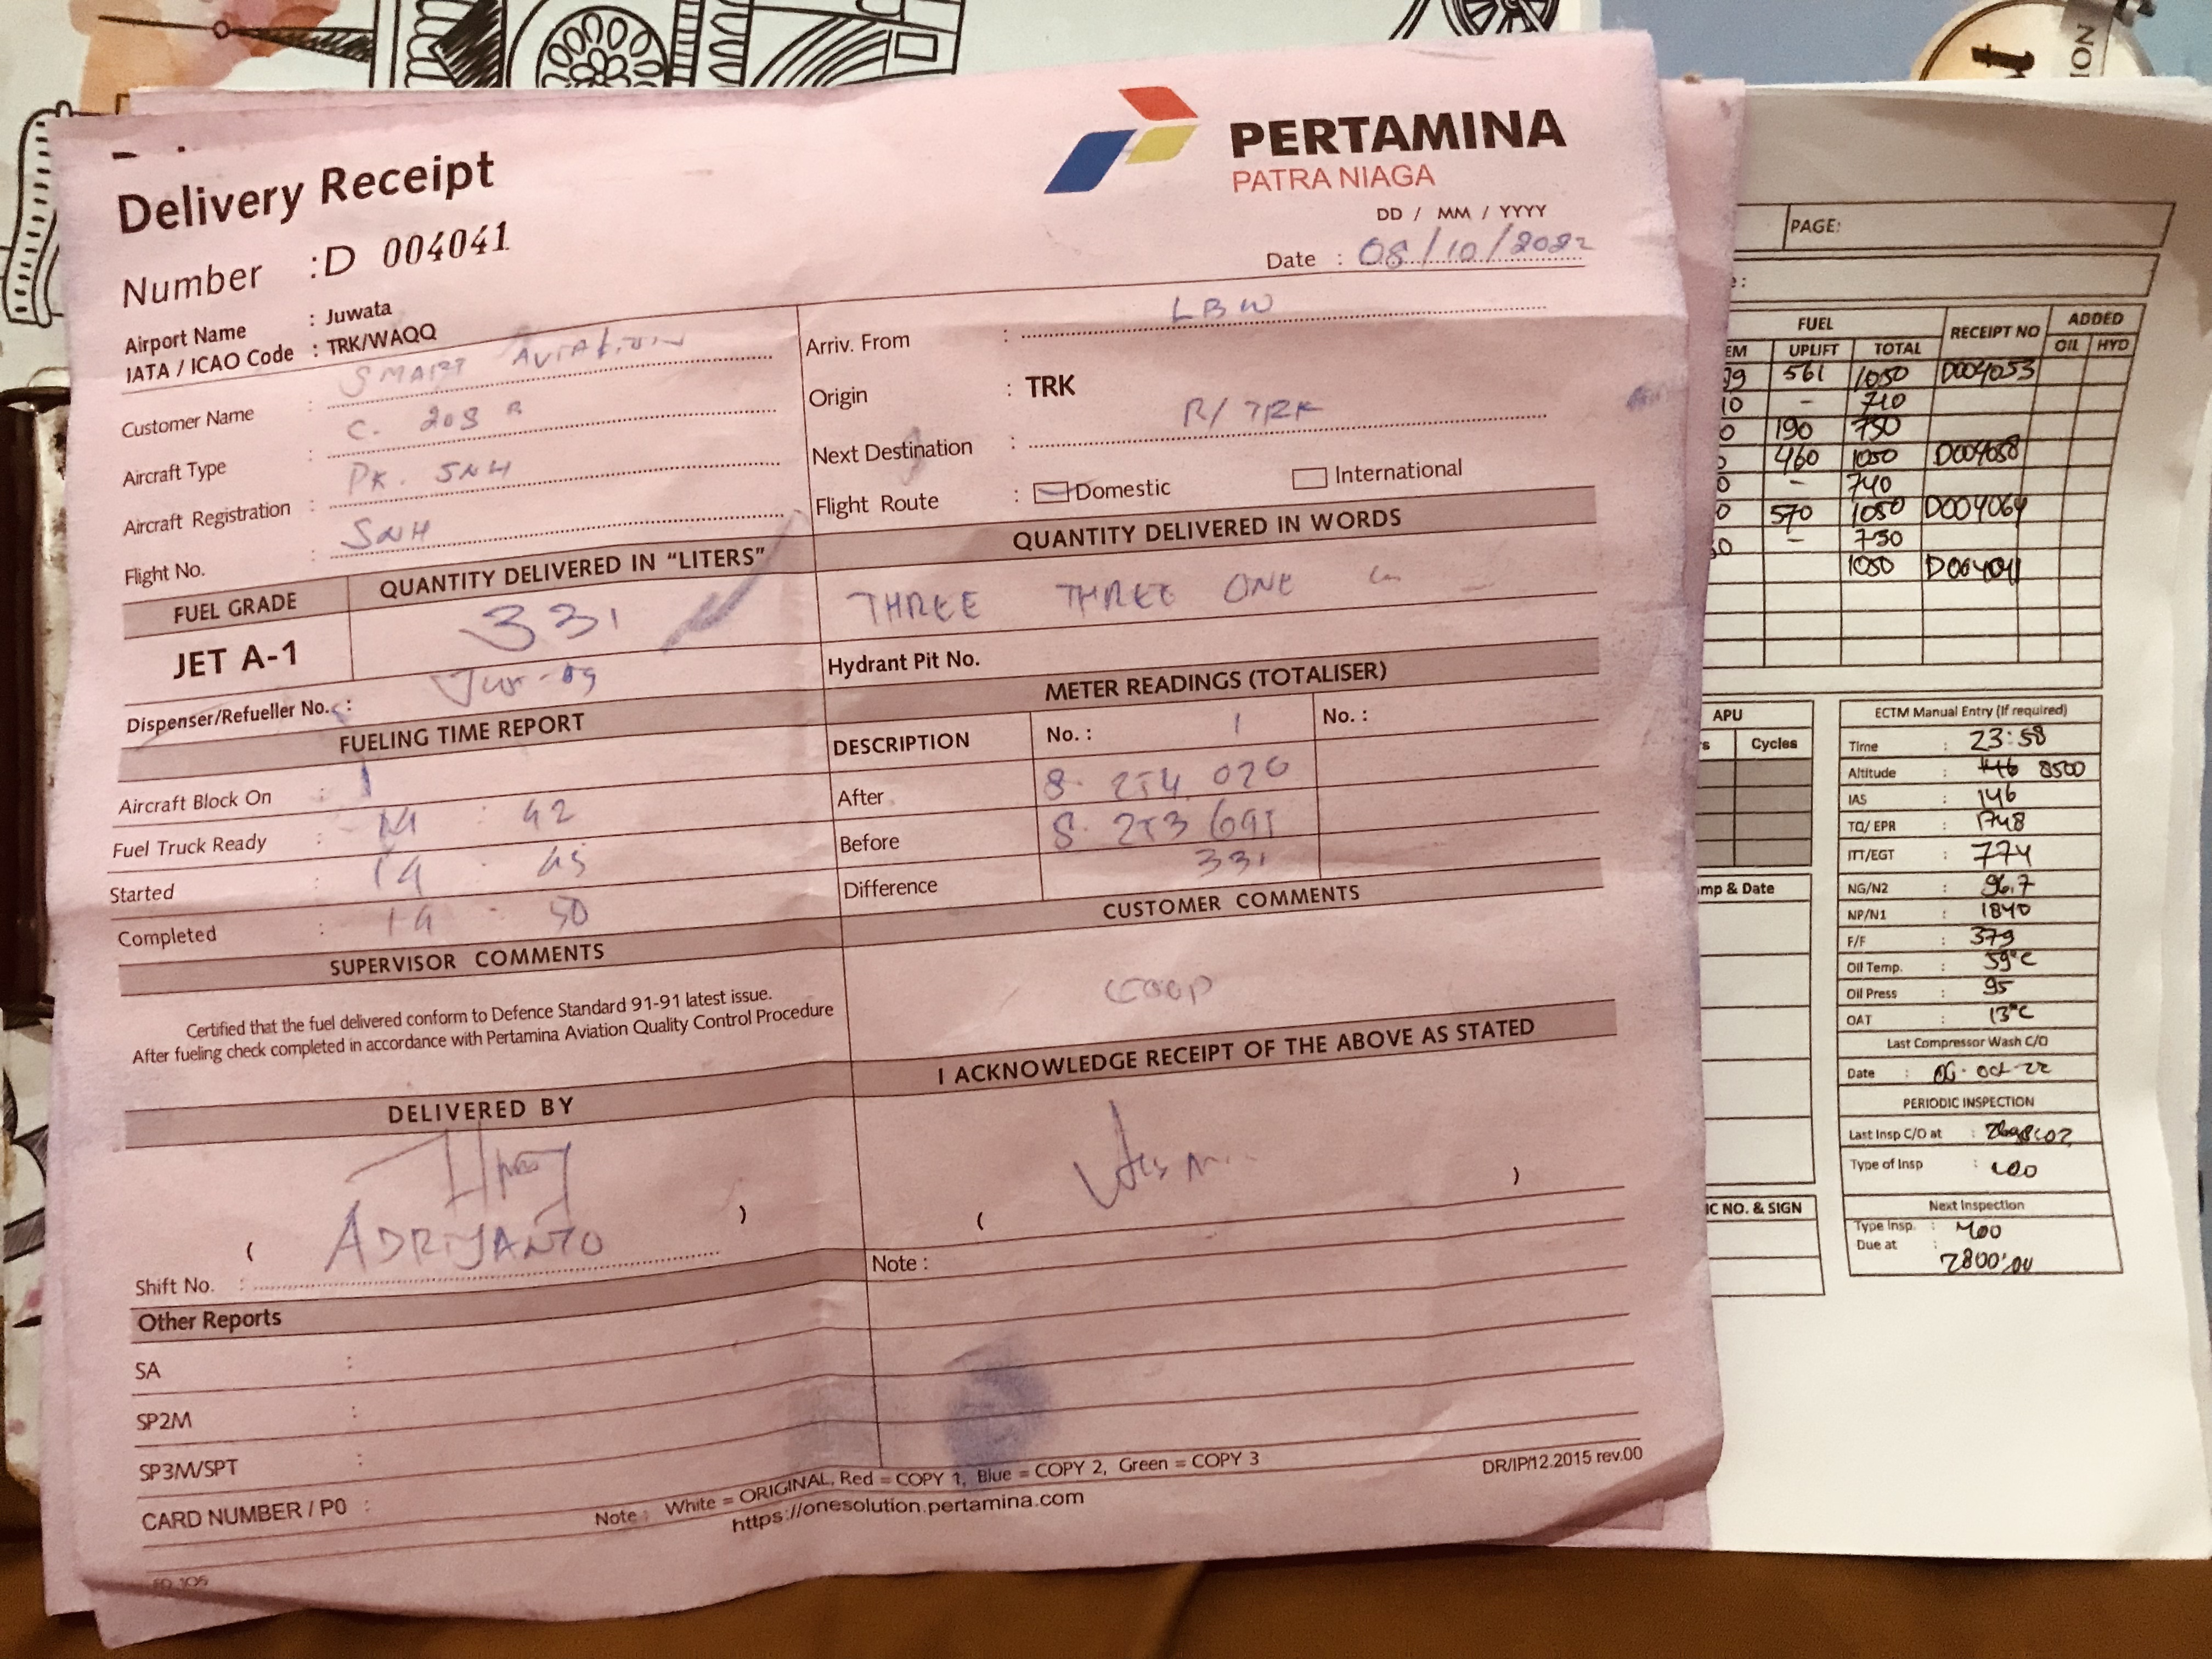 Delivery Receipt
PERTAMINA
PATRA NIAGA
Number : D 004041
DD / MM / YYYY
Date : 08/10/2022
Airport Name : Juwata
IATA / ICAO Code : TRK/WAQQ
Customer Name : SMART AVIATION
Aircraft Type : C. 208 B
Aircraft Registration : PK. SNH
Flight No. : SNH
Arriv. From : LBW
Origin : TRK
Next Destination : R/ TRK
Flight Route : Domestic International
FUEL GRADE QUANTITY DELIVERED IN "LITERS" QUANTITY DELIVERED IN WORDS
JET A-1 331 THREE THREE ONE
Hydrant Pit No.
Dispenser/Refueller No. :
FUELING TIME REPORT
METER READINGS (TOTALISER)
DESCRIPTION No. : 1 No. :
Aircraft Block On :
Fuel Truck Ready : 14 : 42
Started : 14 : 45
Completed : 14 : 50
After 8. 254 026
Before 8. 253 695
Difference 331
SUPERVISOR COMMENTS
CUSTOMER COMMENTS
Certified that the fuel delivered conform to Defence Standard 91-91 latest issue.
After fueling check completed in accordance with Pertamina Aviation Quality Control Procedure
GOOD
DELIVERED BY
I ACKNOWLEDGE RECEIPT OF THE ABOVE AS STATED
( ADRIYANTO )
( )
Shift No. :
Note :
Other Reports
SA :
SP2M :
SP3M/SPT :
CARD NUMBER / PO :
Note : White = ORIGINAL, Red = COPY 1, Blue = COPY 2, Green = COPY 3
https://onesolution.pertamina.com
DR/IP/12.2015 rev.00
PAGE:
FUEL RECEIPT NO ADDED
UPLIFT TOTAL OIL HYD
561 1050 D004053
10 - 710
0 190 750
460 1050 D004058
0 - 740
0 570 1050 D004064
- 730
1050
APU
Cycles
mp & Date
IC NO. & SIGN
ECTM Manual Entry (If required)
Time : 23:58
Altitude : 8500
IAS : 146
TQ/ EPR : 1748
ITT/EGT : 774
NG/N2 : 96.7
NP/N1 : 1840
F/F : 379
Oil Temp. : 59°C
Oil Press : 95
OAT : 13°C
Last Compressor Wash C/O
Date : 06-Oct-22
PERIODIC INSPECTION
Last Insp C/O at :
Type of Insp :
Next Inspection
Type Insp. : 400
Due at : 2800:00